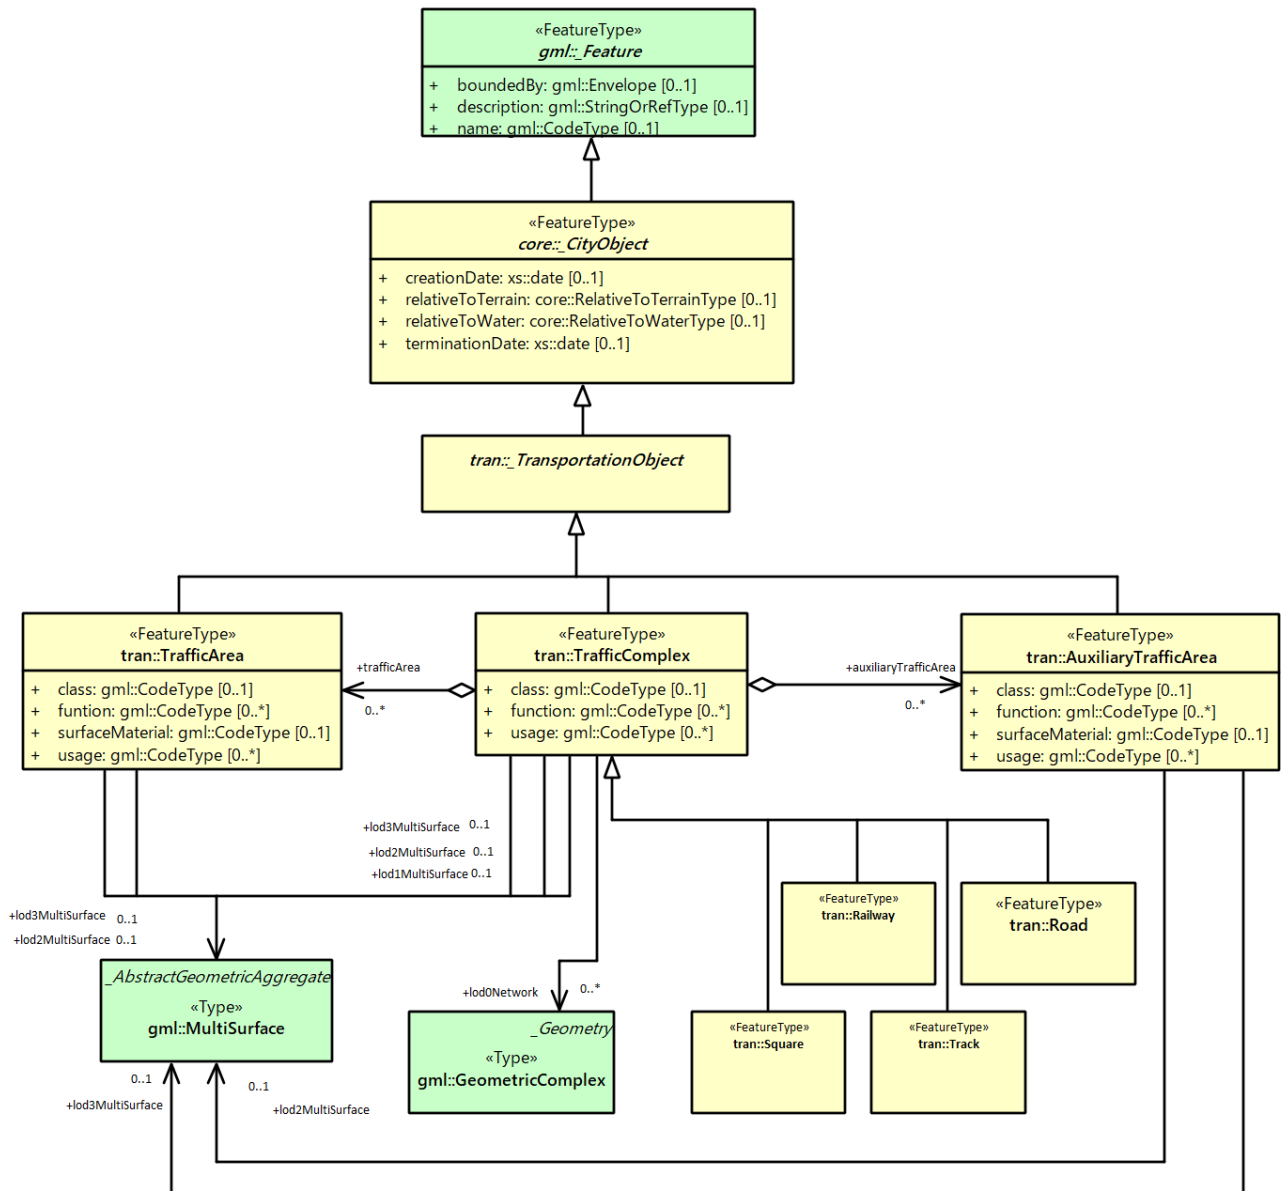 «FeatureType»
gml::_Feature
+ boundedBy: gml::Envelope [0..1]
+ description: gml::StringOrRefType [0..1]
+ name: gml::CodeType [0..1]
«FeatureType»
core::_CityObject
+ creationDate: xs::date [0..1]
+ relativeToTerrain: core::RelativeToTerrainType [0..1]
+ relativeToWater: core::RelativeToWaterType [0..1]
+ terminationDate: xs::date [0..1]
tran::_TransportationObject
«FeatureType»
tran::TrafficArea
+ class: gml::CodeType [0..1]
+ funtion: gml::CodeType [0..*]
+ surfaceMaterial: gml::CodeType [0..1]
+ usage: gml::CodeType [0..*]
+trafficArea
0..*
«FeatureType»
tran::TrafficComplex
+ class: gml::CodeType [0..1]
+ function: gml::CodeType [0..*]
+ usage: gml::CodeType [0..*]
+auxiliaryTrafficArea
0..*
«FeatureType»
tran::AuxiliaryTrafficArea
+ class: gml::CodeType [0..1]
+ function: gml::CodeType [0..*]
+ surfaceMaterial: gml::CodeType [0..1]
+ usage: gml::CodeType [0..*]
+lod3MultiSurface 0..1
+lod2MultiSurface 0..1
+lod1MultiSurface 0..1
+lod3MultiSurface 0..1
+lod2MultiSurface 0..1
«FeatureType»
tran::Railway
«FeatureType»
tran::Road
_AbstractGeometricAggregate
«Type»
gml::MultiSurface
+lod0Network 0..*
_Geometry
«Type»
gml::GeometricComplex
«FeatureType»
tran::Square
«FeatureType»
tran::Track
0..1
+lod3MultiSurface
0..1
+lod2MultiSurface